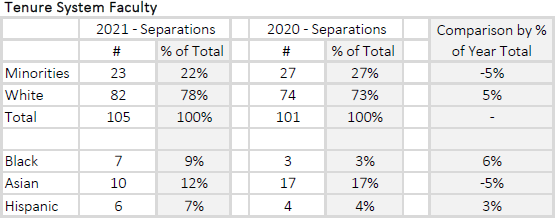 Tenure System Faculty
2021 - Separations 2020 - Separations Comparison by % of Year Total
# % of Total # % of Total
Minorities 23 22% 27 27% -5%
White 82 78% 74 73% 5%
Total 105 100% 101 100% -
Black 7 9% 3 3% 6%
Asian 10 12% 17 17% -5%
Hispanic 6 7% 4 4% 3%